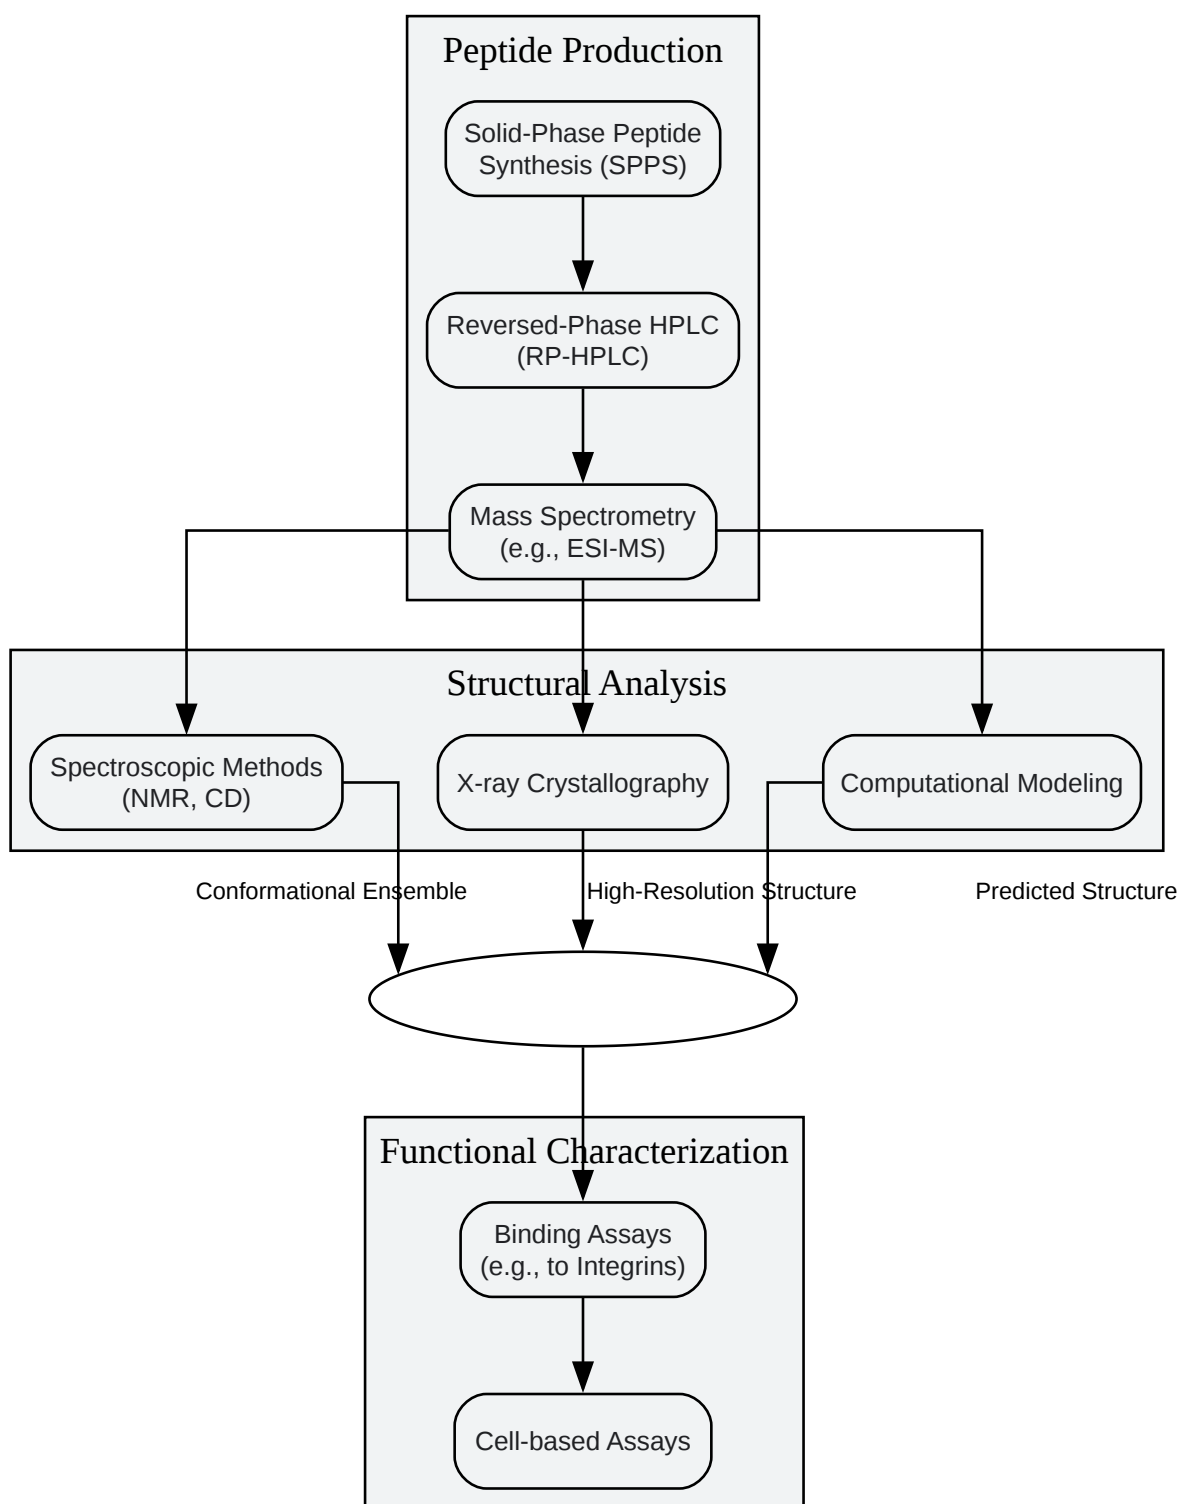 Peptide Production
Solid-Phase Peptide
Synthesis (SPPS)
Reversed-Phase HPLC
(RP-HPLC)
Mass Spectrometry
(e.g., ESI-MS)
Structural Analysis
Spectroscopic Methods
(NMR, CD)
X-ray Crystallography
Computational Modeling
Conformational Ensemble
High-Resolution Structure
Predicted Structure
Functional Characterization
Binding Assays
(e.g., to Integrins)
Cell-based Assays